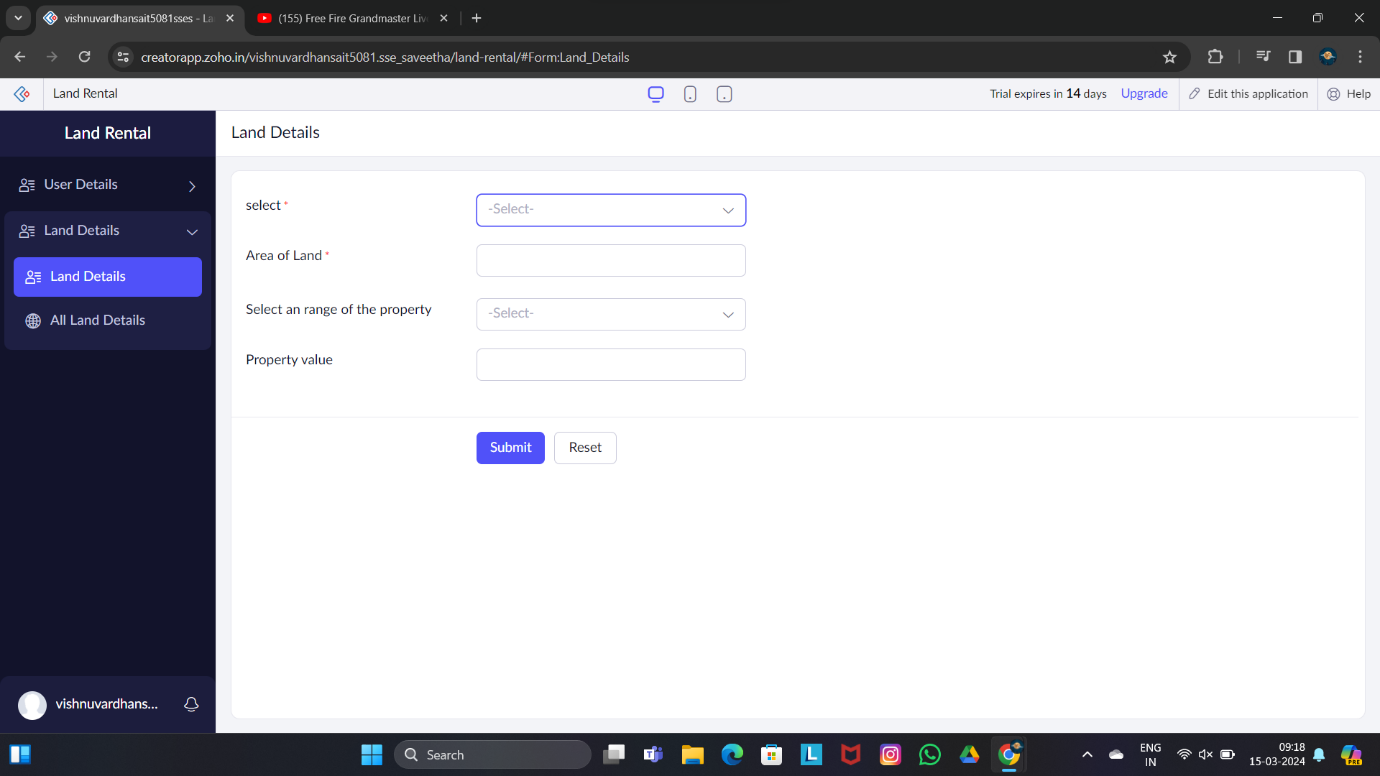 vishnuvardhansait5081sses - La
(155) Free Fire Grandmaster Liv
creatorapp.zoho.in/vishnuvardhansait5081.sse_saveetha/land-rental/#Form:Land_Details
Land Rental
Trial expires in 14 days
Upgrade
Edit this application
Help
Land Rental
Land Details
User Details
Land Details
Land Details
All Land Details
select *
-Select-
Area of Land *
Select an range of the property
-Select-
Property value
Submit
Reset
vishnuvardhans...
Search
ENG
IN
09:18
15-03-2024
PRE